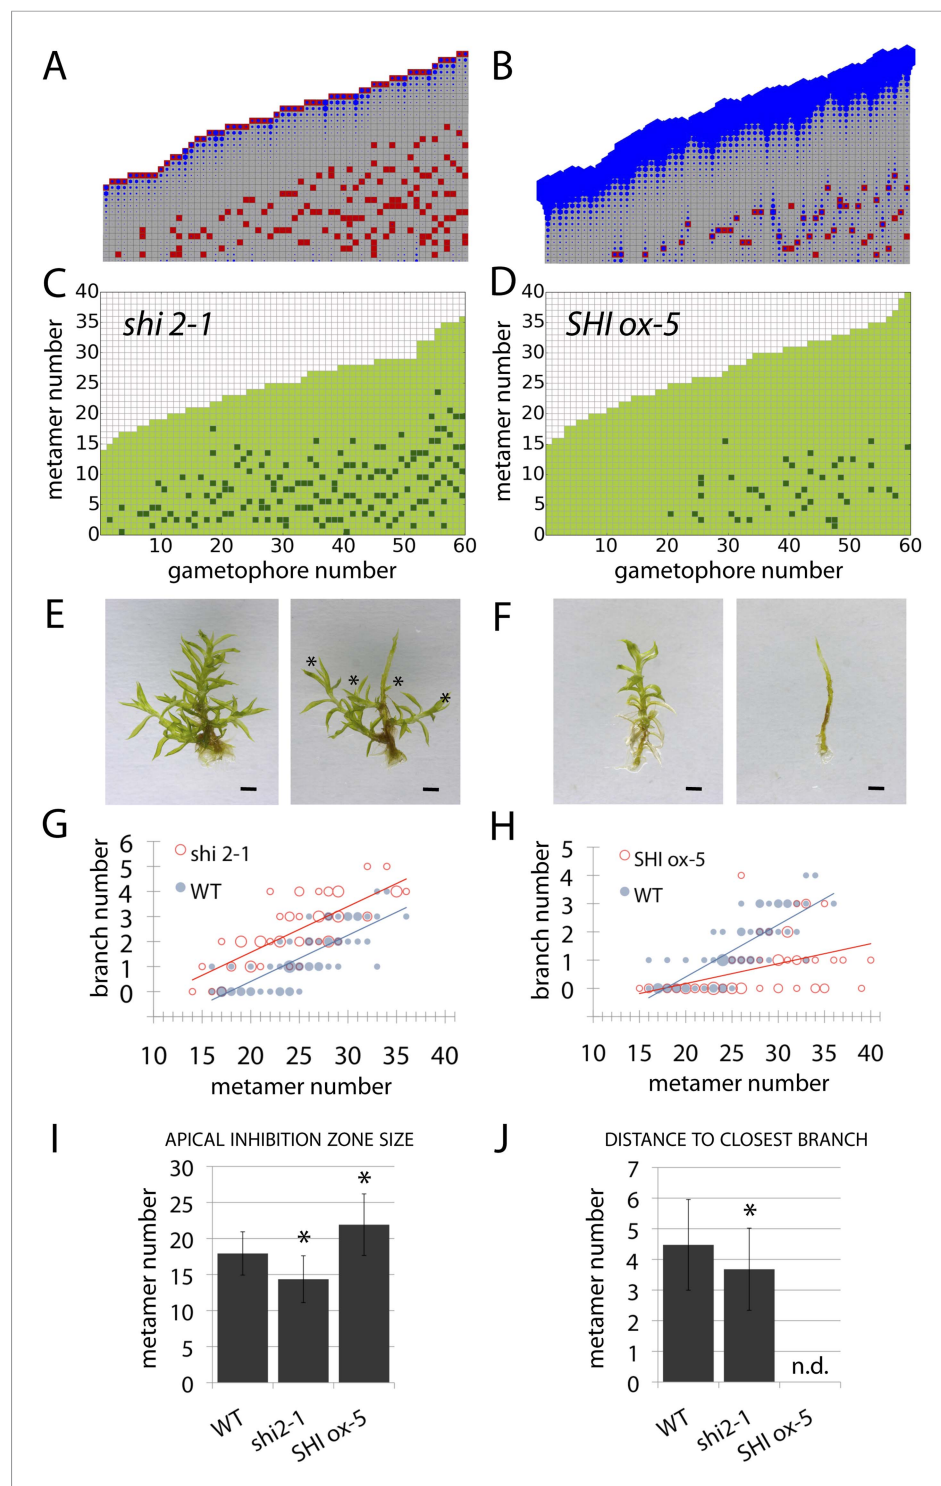 A
B
C
40
35
30
25
20
15
10
5
0
metamer number
shi 2-1
10 20 30 40 50 60
gametophore number
D
40
35
30
25
20
15
10
5
0
metamer number
SHI ox-5
10 20 30 40 50 60
gametophore number
E
* * * *
F
G
6
5
4
3
2
1
0
branch number
shi 2-1
WT
10 15 20 25 30 35 40
metamer number
H
5
4
3
2
1
0
branch number
SHI ox-5
WT
10 15 20 25 30 35 40
metamer number
I
APICAL INHIBITION ZONE SIZE
30
25
20
15
10
5
0
metamer number
*
*
WT
shi2-1
SHI ox-5
J
DISTANCE TO CLOSEST BRANCH
7
6
5
4
3
2
1
0
metamer number
*
n.d.
WT
shi2-1
SHI ox-5